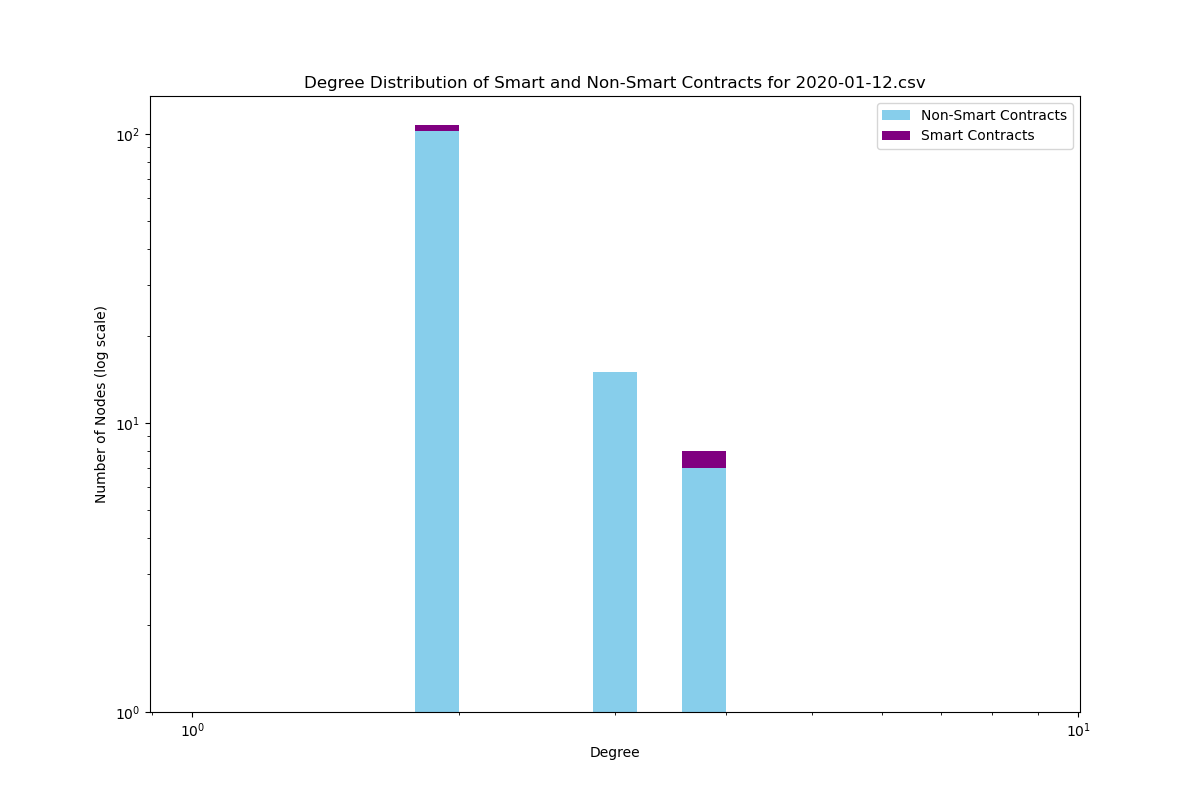 Degree Distribution of Smart and Non-Smart Contracts for 2020-01-12.csv
Non-Smart Contracts
Smart Contracts
Number of Nodes (log scale)
10²
10¹
10⁰
10⁰ 10¹
Degree